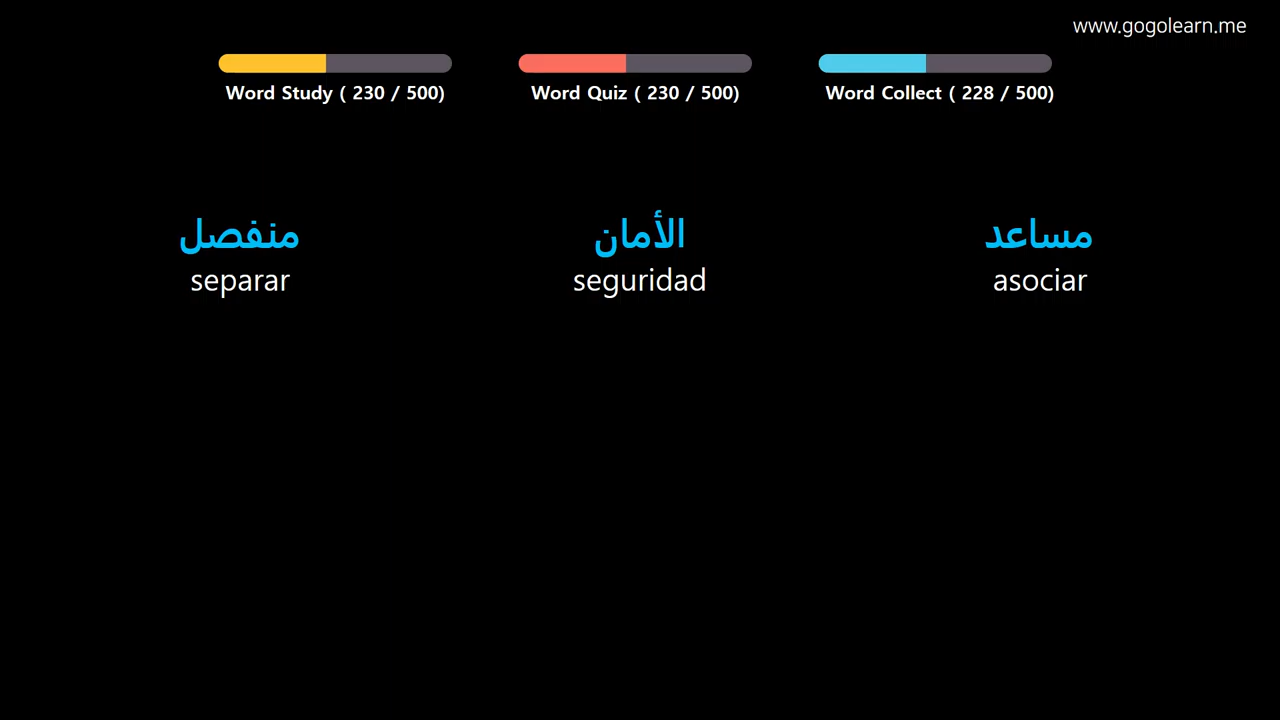 www.gogolearn.me
Word Study ( 230 / 500)
Word Quiz ( 230 / 500)
Word Collect ( 228 / 500)
منفصل
separar
الأمان
seguridad
مساعد
asociar